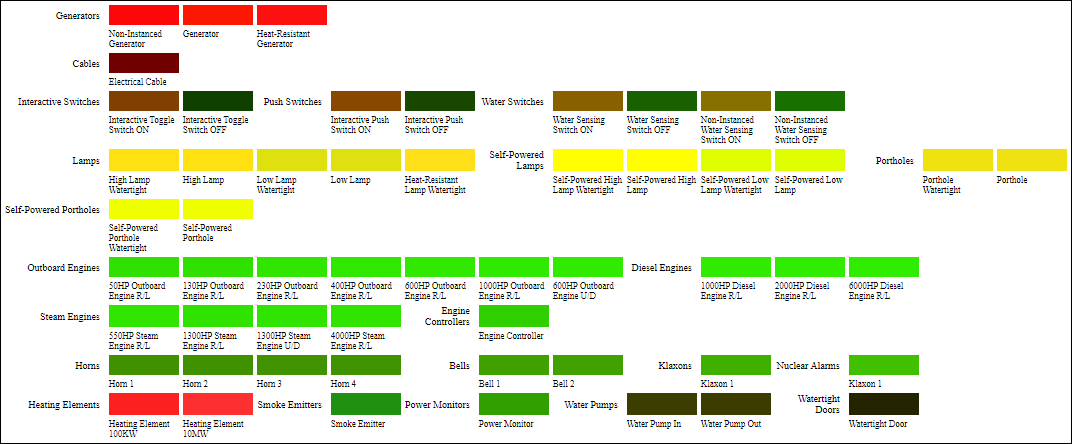 Generators
Non-Instanced Generator Heat-Resistant
Generator Generator
Cables
Electrical Cable
Interactive Switches Push Switches Water Switches
Interactive Toggle Interactive Toggle Interactive Push Interactive Push Water Sensing Water Sensing Non-Instanced Non-Instanced
Switch ON Switch OFF Switch ON Switch OFF Switch ON Switch OFF Water Sensing Water Sensing
Switch ON Switch OFF
Lamps Self-Powered Portholes
Lamps
High Lamp High Lamp Low Lamp Low Lamp Heat-Resistant Self-Powered High Self-Powered High Self-Powered Low Self-Powered Low Porthole Porthole
Watertight Watertight Lamp Watertight Lamp Watertight Lamp Lamp Watertight Lamp Watertight
Self-Powered Portholes
Self-Powered Self-Powered
Porthole Porthole
Watertight
Outboard Engines Diesel Engines
50HP Outboard 130HP Outboard 230HP Outboard 400HP Outboard 600HP Outboard 1000HP Outboard 600HP Outboard 1000HP Diesel 2000HP Diesel 6000HP Diesel
Engine R/L Engine R/L Engine R/L Engine R/L Engine R/L Engine R/L Engine U/D Engine R/L Engine R/L Engine R/L
Steam Engines Engine
Controllers
550HP Steam 1300HP Steam 1300HP Steam 4000HP Steam Engine Controller
Engine R/L Engine R/L Engine U/D Engine R/L
Horns Bells Klaxons Nuclear Alarms
Horn 1 Horn 2 Horn 3 Horn 4 Bell 1 Bell 2 Klaxon 1 Klaxon 1
Heating Elements Smoke Emitters Power Monitors Water Pumps Watertight
Doors
Heating Element Heating Element Smoke Emitter Power Monitor Water Pump In Water Pump Out Watertight Door
100KW 10MW